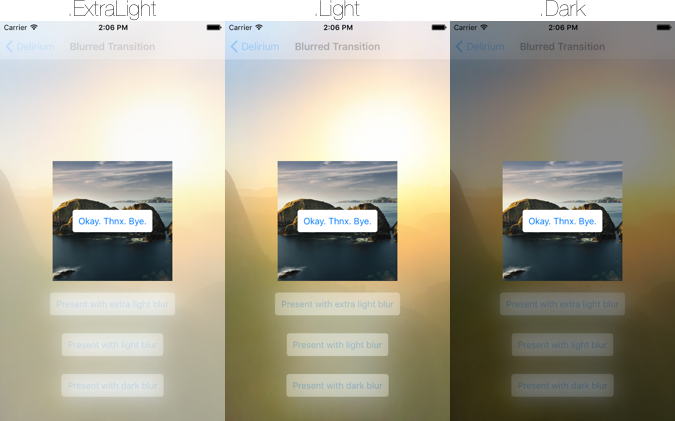 .ExtraLight
.Light
.Dark
Carrier 2:06 PM
Delirium Blurred Transition
Okay. Thnx. Bye.
Present with extra light blur
Present with light blur
Present with dark blur
Carrier 2:06 PM
Delirium Blurred Transition
Okay. Thnx. Bye.
Present with extra light blur
Present with light blur
Present with dark blur
Carrier 2:06 PM
Delirium Blurred Transition
Okay. Thnx. Bye.
Present with extra light blur
Present with light blur
Present with dark blur